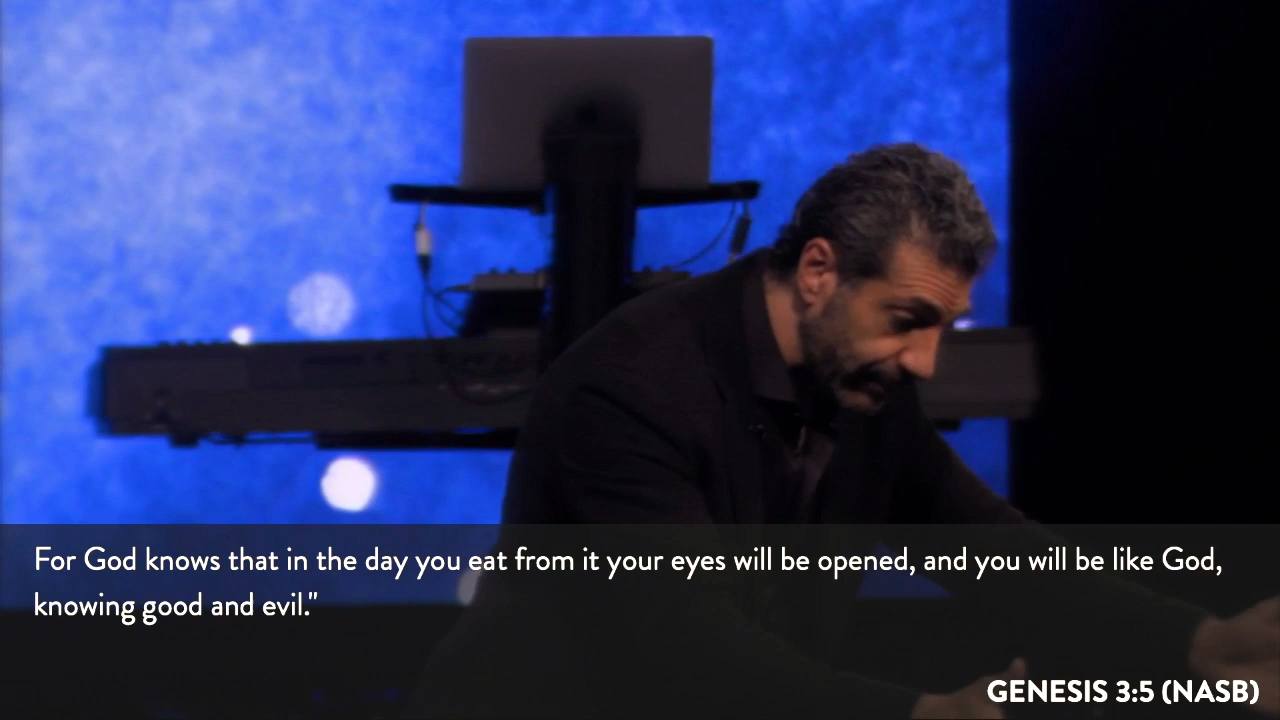 For God knows that in the day you eat from it your eyes will be opened, and you will be like God,
knowing good and evil."
GENESIS 3:5 (NASB)